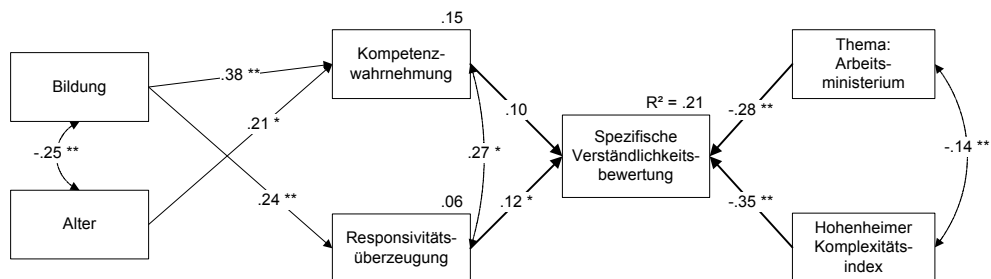 .15
Kompetenz-
wahrnehmung
Thema:
Arbeits-
ministerium
Bildung
.38 **
R² = .21
.10
-.28 **
.21 *
Spezifische
Verständlichkeits-
bewertung
-.25 **
.27 *
-.14 **
.24 **
.06
.12 *
-.35 **
Alter
Responsivitäts-
überzeugung
Hohenheimer
Komplexitäts-
index